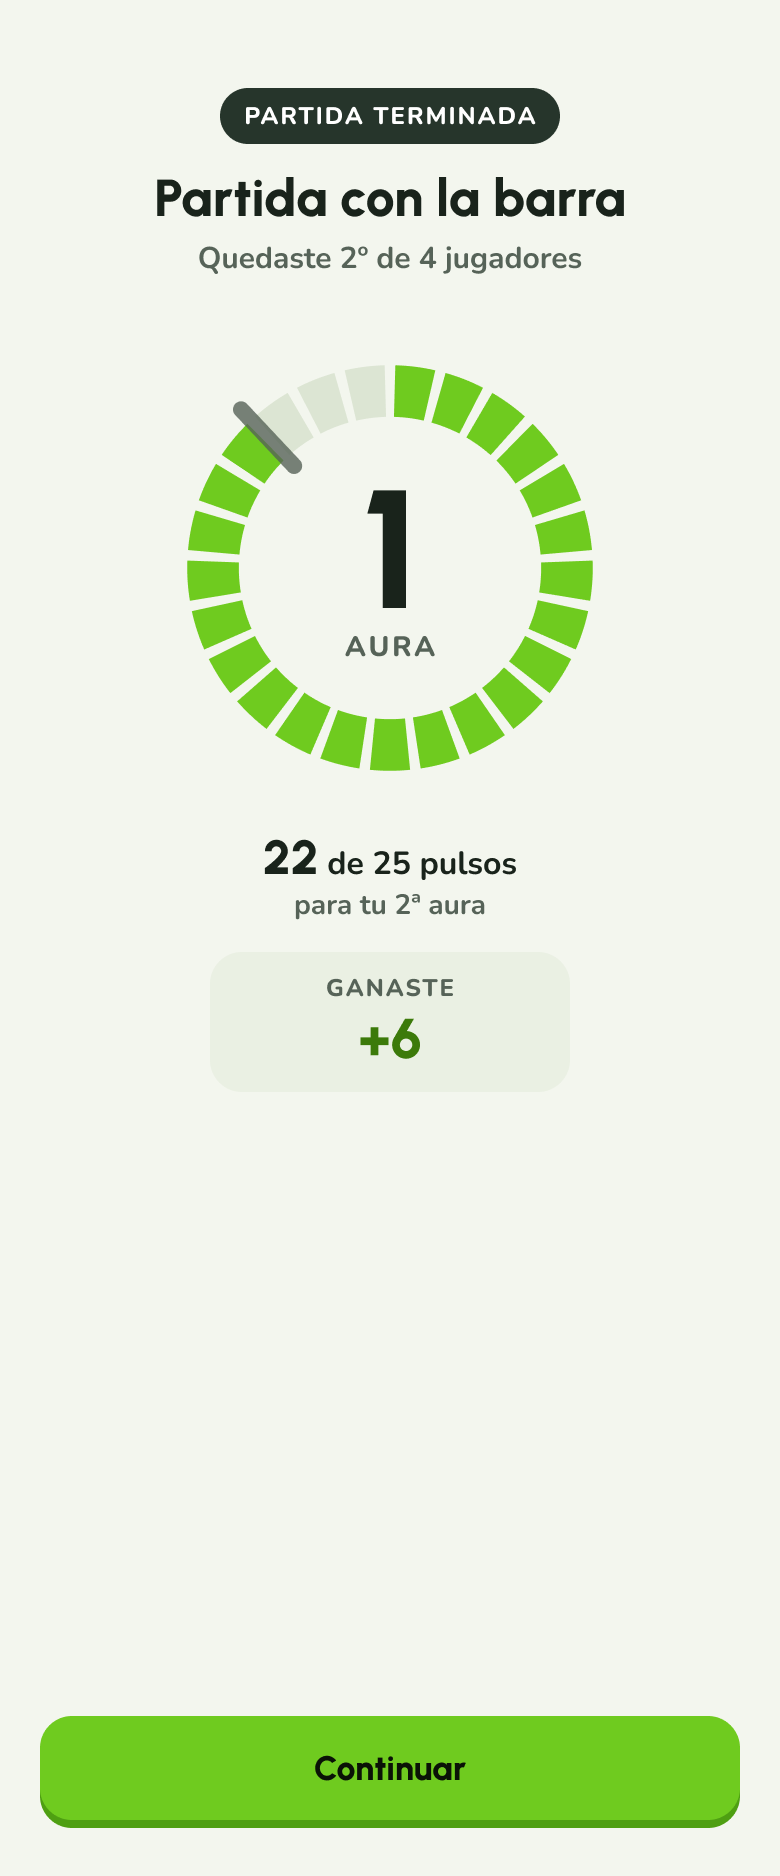 PARTIDA TERMINADA
Partida con la barra
Quedaste 2º de 4 jugadores
1
AURA
22 de 25 pulsos
para tu 2ª aura
GANASTE
+6
Continuar